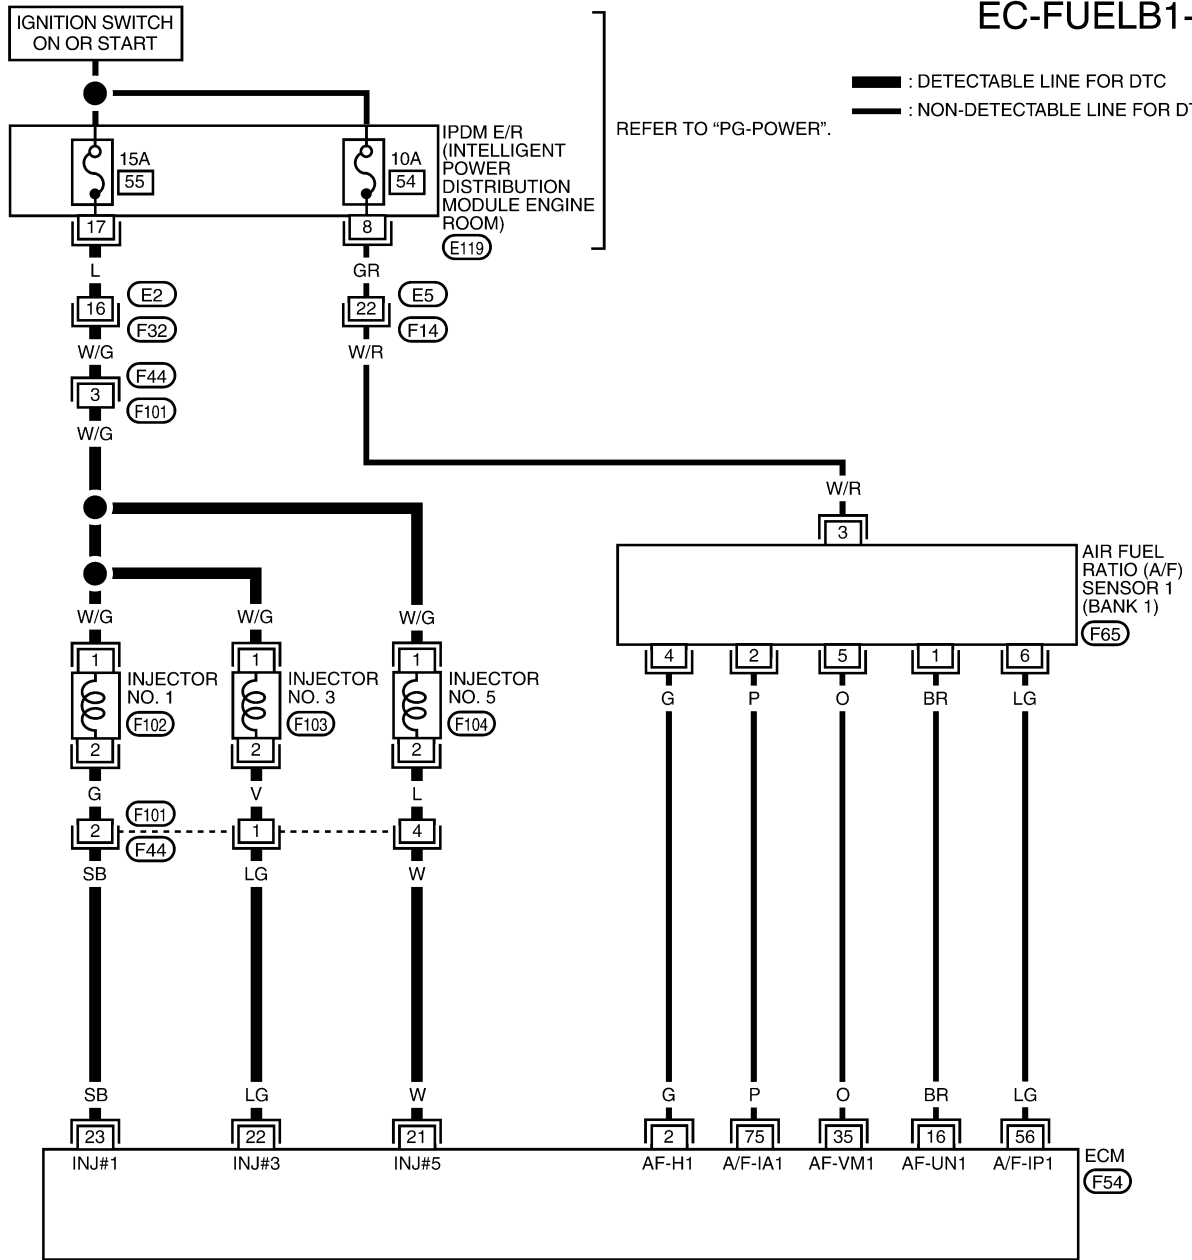 EC-FUELB1-
IGNITION SWITCH
ON OR START
: DETECTABLE LINE FOR DTC
: NON-DETECTABLE LINE FOR
REFER TO “PG-POWER”.
15A
55
10A
54
IPDM E/R
(INTELLIGENT
POWER
DISTRIBUTION
MODULE ENGINE
ROOM)
E119
17
8
L
GR
16
E2
F32
22
E5
F14
W/G
W/R
3
F44
F101
W/G
W/R
3
AIR FUEL
RATIO (A/F)
SENSOR 1
(BANK 1)
F65
W/G
W/G
W/G
1
1
1
4
2
5
1
6
INJECTOR
NO. 1
F102
INJECTOR
NO. 3
F103
INJECTOR
NO. 5
F104
G
P
O
BR
LG
2
2
2
G
V
L
F101
2
1
4
F44
SB
LG
W
SB
LG
W
G
P
O
BR
LG
23
22
21
2
75
35
16
56
INJ#1
INJ#3
INJ#5
AF-H1
A/F-IA1
AF-VM1
AF-UN1
A/F-IP1
ECM
F54